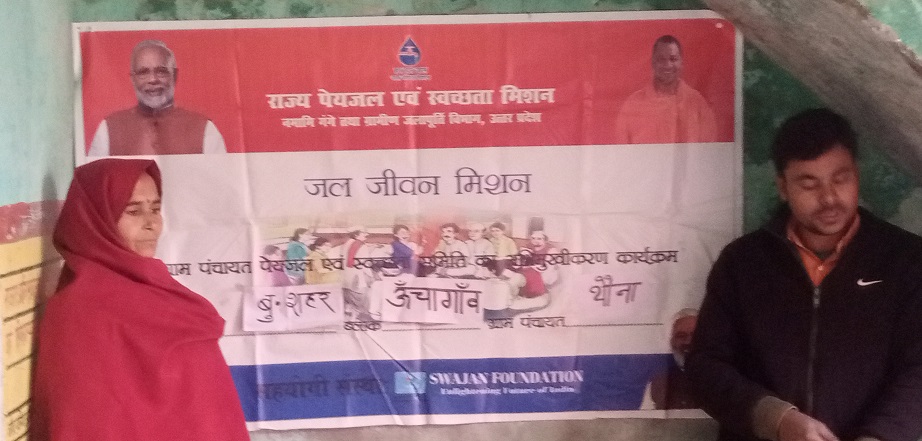 राज्य पेयजल एवं स्वच्छता मिशन
नमामि गंगे तथा ग्रामीण जलापूर्ति विभाग, उत्तर प्रदेश
जल जीवन मिशन
ग्राम पंचायत पेयजल एवं स्वच्छता समिति का अभिमुखीकरण कार्यक्रम
बु॰ शहर ब्लॉक ऊँचागाँव ग्राम पंचायत थौना
सहयोगी संस्था SWAJAN FOUNDATION
Enlightening Future of India